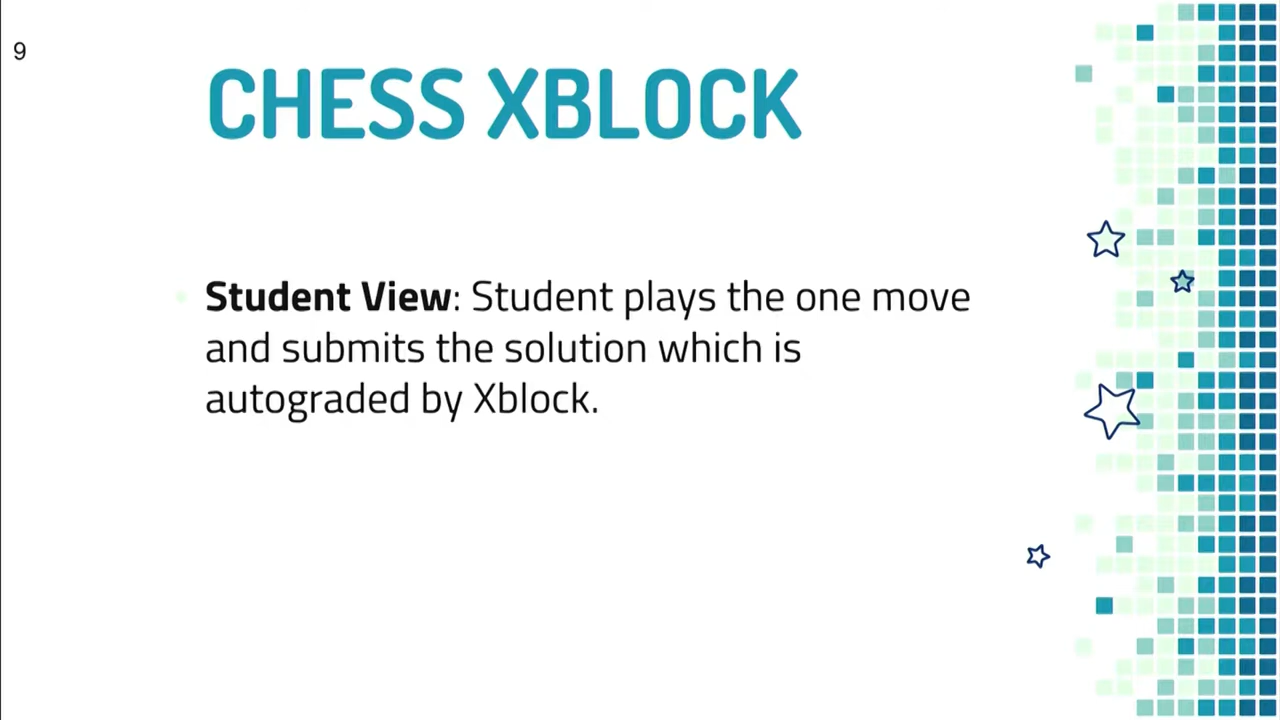 9
CHESS XBLOCK
Student View: Student plays the one move
and submits the solution which is
autograded by Xblock.